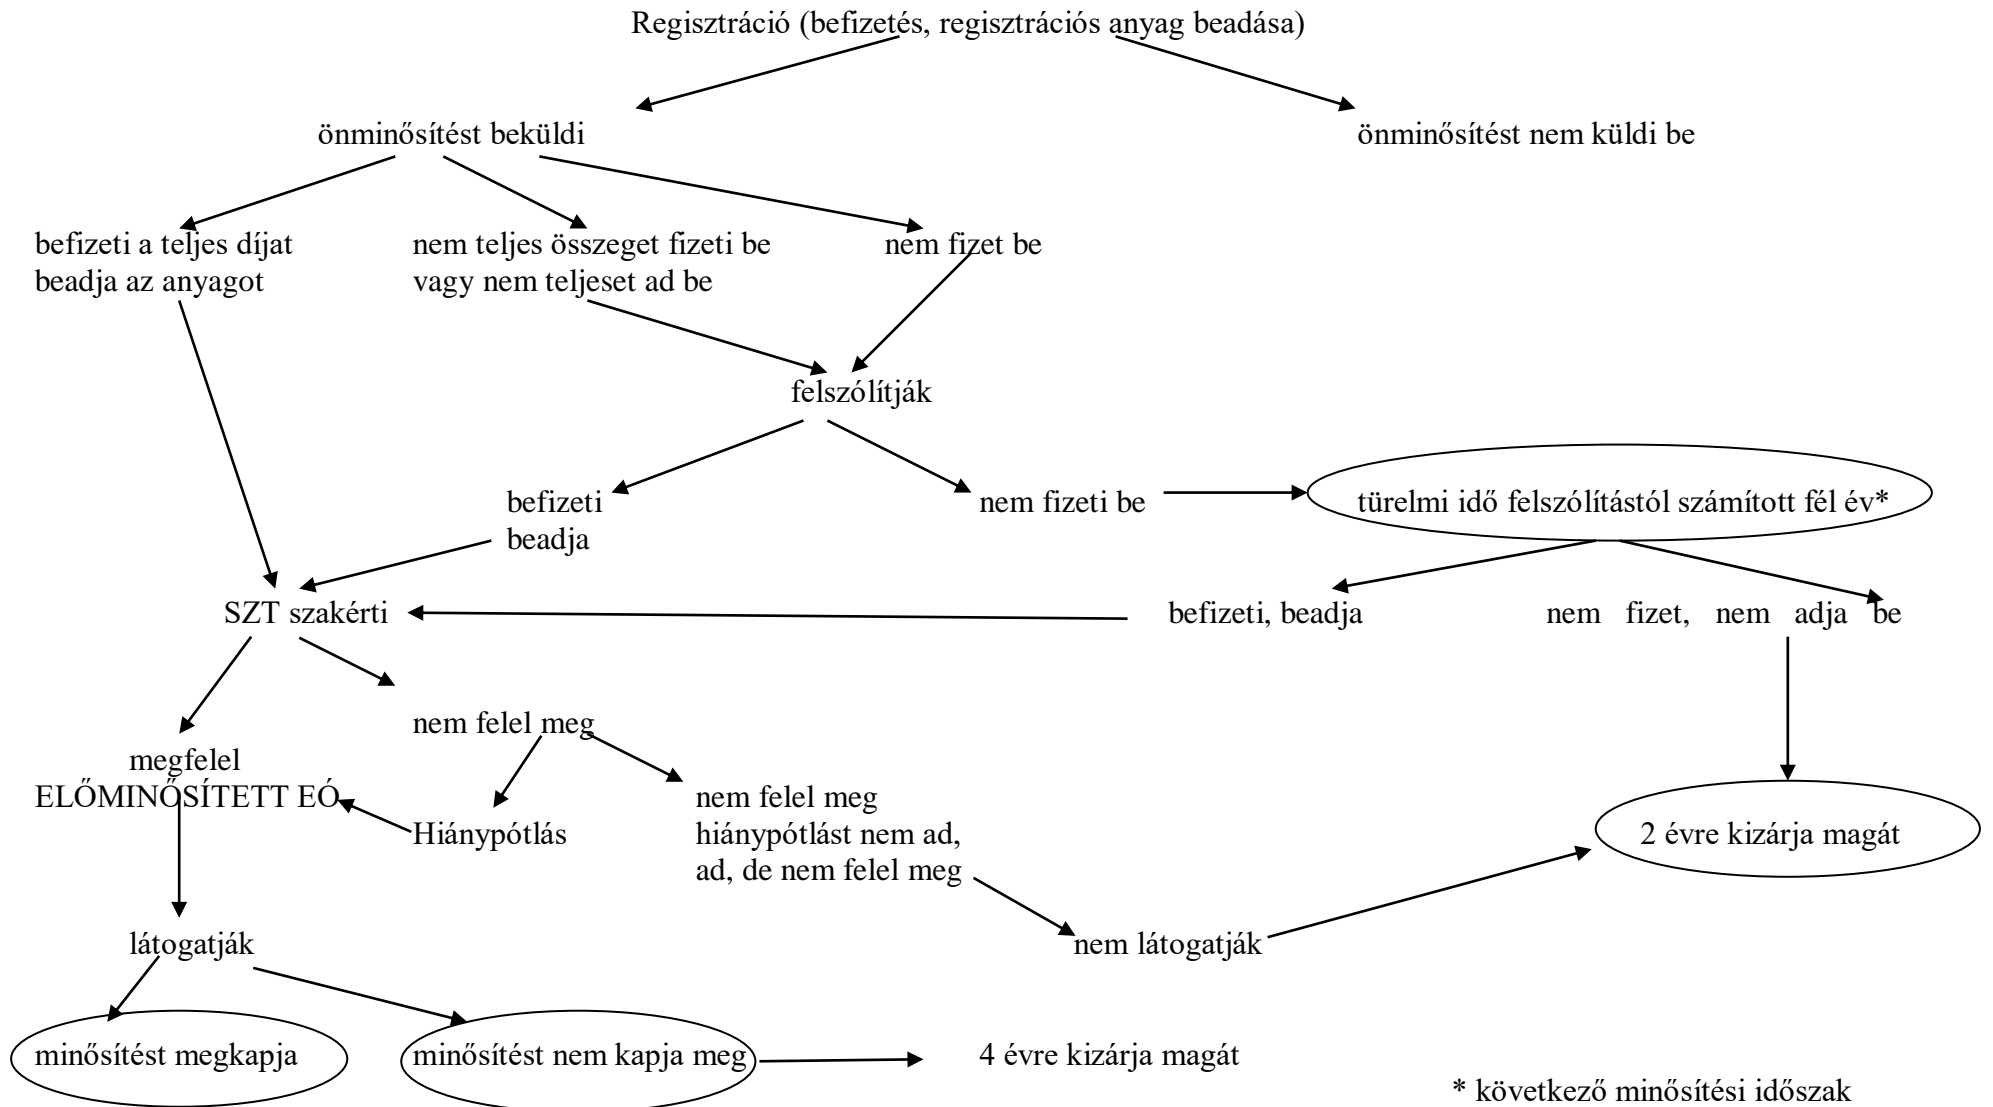 Regisztráció (befizetés, regisztrációs anyag beadása)
önminősítést beküldi
önminősítést nem küldi be
befizeti a teljes díjat
beadja az anyagot
nem teljes összeget fizeti be
vagy nem teljeset ad be
nem fizet be
felszólítják
befizeti
beadja
nem fizeti be
türelmi idő felszólítástól számított fél év*
SZT szakérti
befizeti, beadja
nem fizet, nem adja be
nem felel meg
megfelel
ELŐMINŐSÍTETT EÓ
Hiánypótlás
nem felel meg
hiánypótlást nem ad,
ad, de nem felel meg
2 évre kizárja magát
látogatják
nem látogatják
minősítést megkapja
minősítést nem kapja meg
4 évre kizárja magát
* következő minősítési időszak